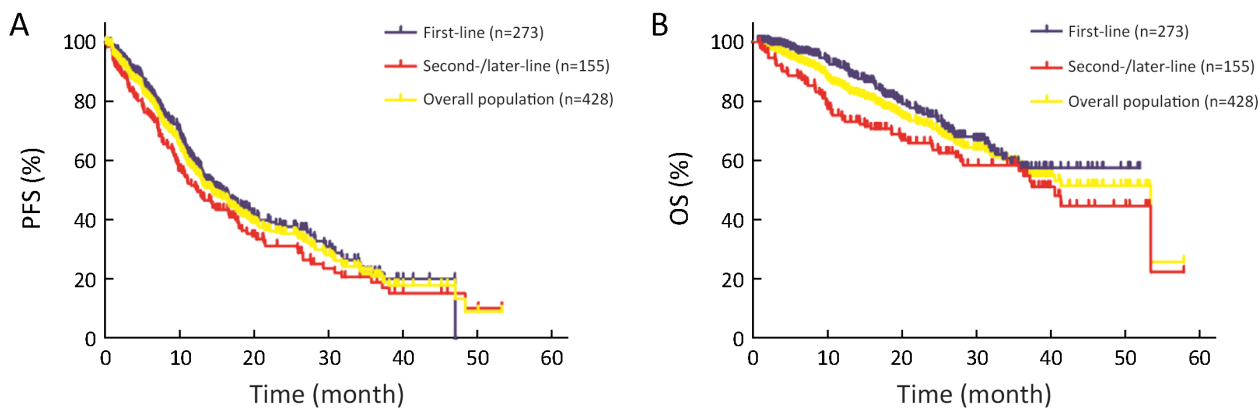 A
PFS (%)
100
80
60
40
20
0
0 10 20 30 40 50 60
Time (month)
First-line (n=273)
Second-/later-line (n=155)
Overall population (n=428)
B
OS (%)
100
80
60
40
20
0
0 10 20 30 40 50 60
Time (month)
First-line (n=273)
Second-/later-line (n=155)
Overall population (n=428)